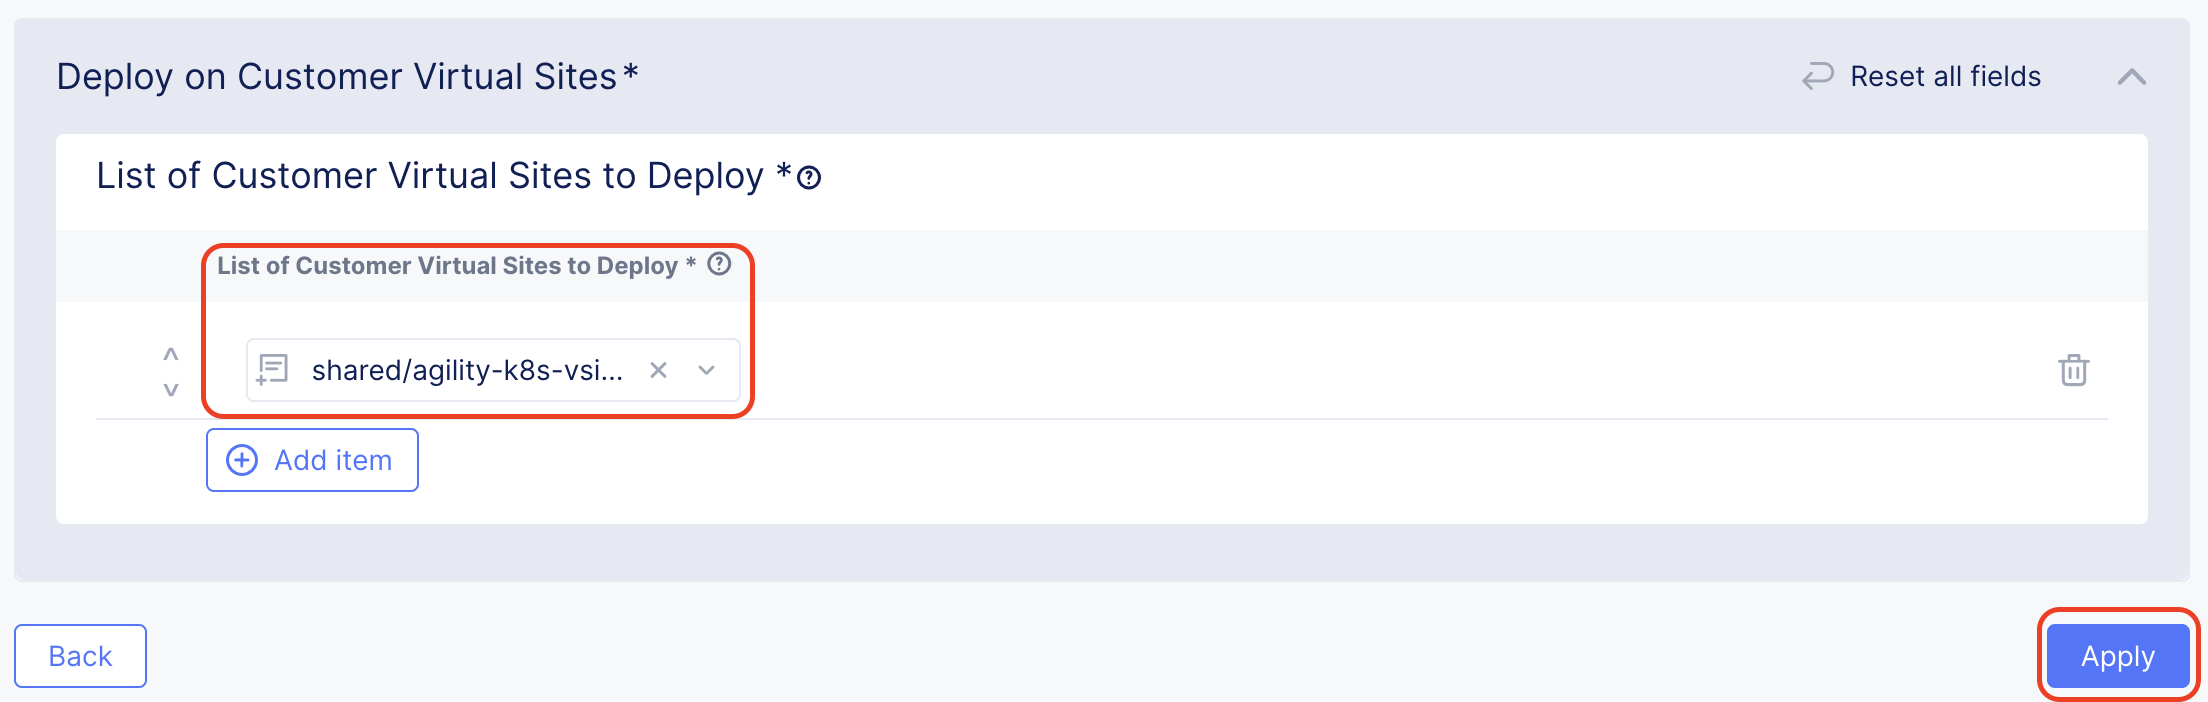 Deploy on Customer Virtual Sites*
Reset all fields
List of Customer Virtual Sites to Deploy *
List of Customer Virtual Sites to Deploy *
shared/agility-k8s-vsi...
Add item
Back
Apply